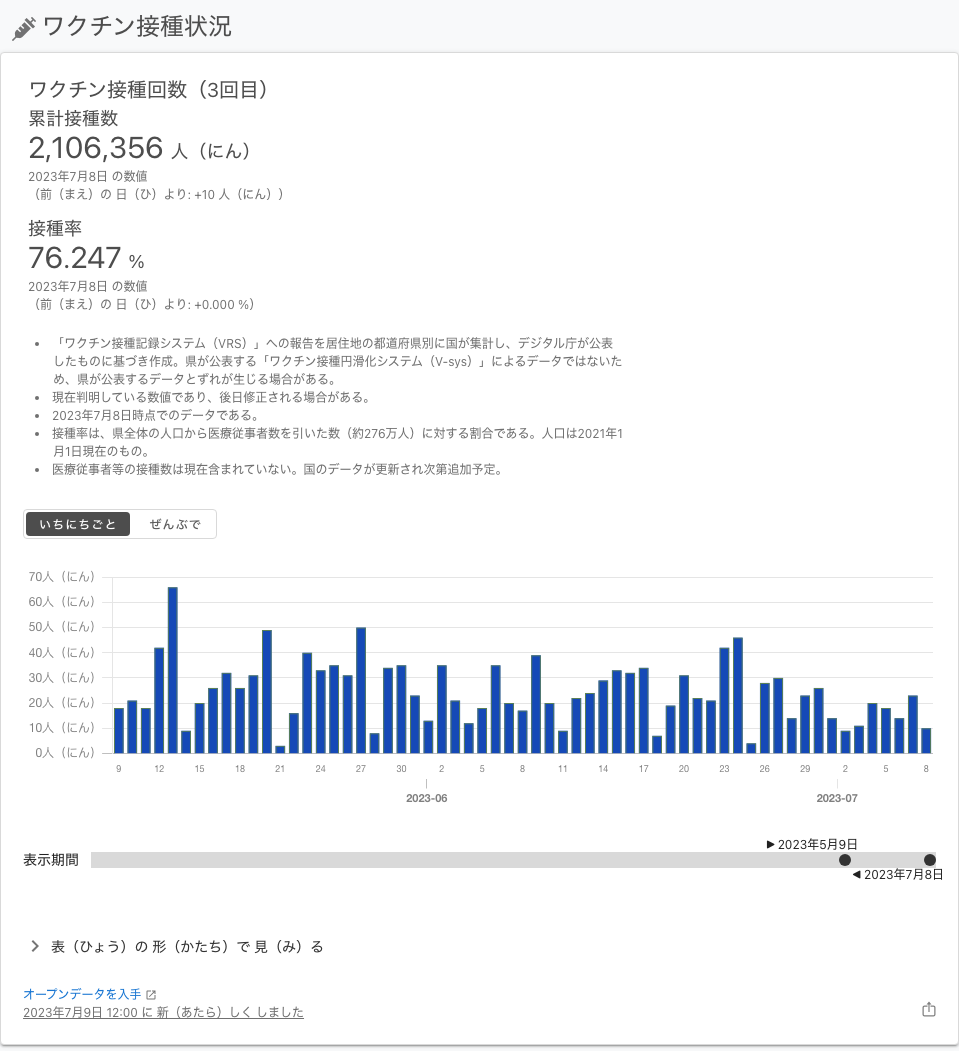 ワクチン接種状況
ワクチン接種回数（3回目）
累計接種数
2,106,356 人（にん）
2023年7月8日 の数値
（前（まえ）の 日（ひ）より: +10 人（にん））
接種率
76.247 %
2023年7月8日 の数値
（前（まえ）の 日（ひ）より: +0.000 %）
• 「ワクチン接種記録システム（VRS）」への報告を居住地の都道府県別に国が集計し、デジタル庁が公表
したものに基づき作成。県が公表する「ワクチン接種円滑化システム（V-sys）」によるデータではないた
め、県が公表するデータとずれが生じる場合がある。
• 現在判明している数値であり、後日修正される場合がある。
• 2023年7月8日時点でのデータである。
• 接種率は、県全体の人口から医療従事者数を引いた数（約276万人）に対する割合である。人口は2021年1
月1日現在のもの。
• 医療従事者等の接種数は現在含まれていない。国のデータが更新され次第追加予定。
いちにちごと ぜんぶで
70人（にん）
60人（にん）
50人（にん）
40人（にん）
30人（にん）
20人（にん）
10人（にん）
0人（にん）
9 12 15 18 21 24 27 30 2 5 8 11 14 17 20 23 26 29 2 5 8
2023-06 2023-07
▶ 2023年5月9日
表示期間
◀ 2023年7月8日
表（ひょう）の 形（かたち）で 見（み）る
オープンデータを入手
2023年7月9日 12:00 に 新（あたら）しく しました